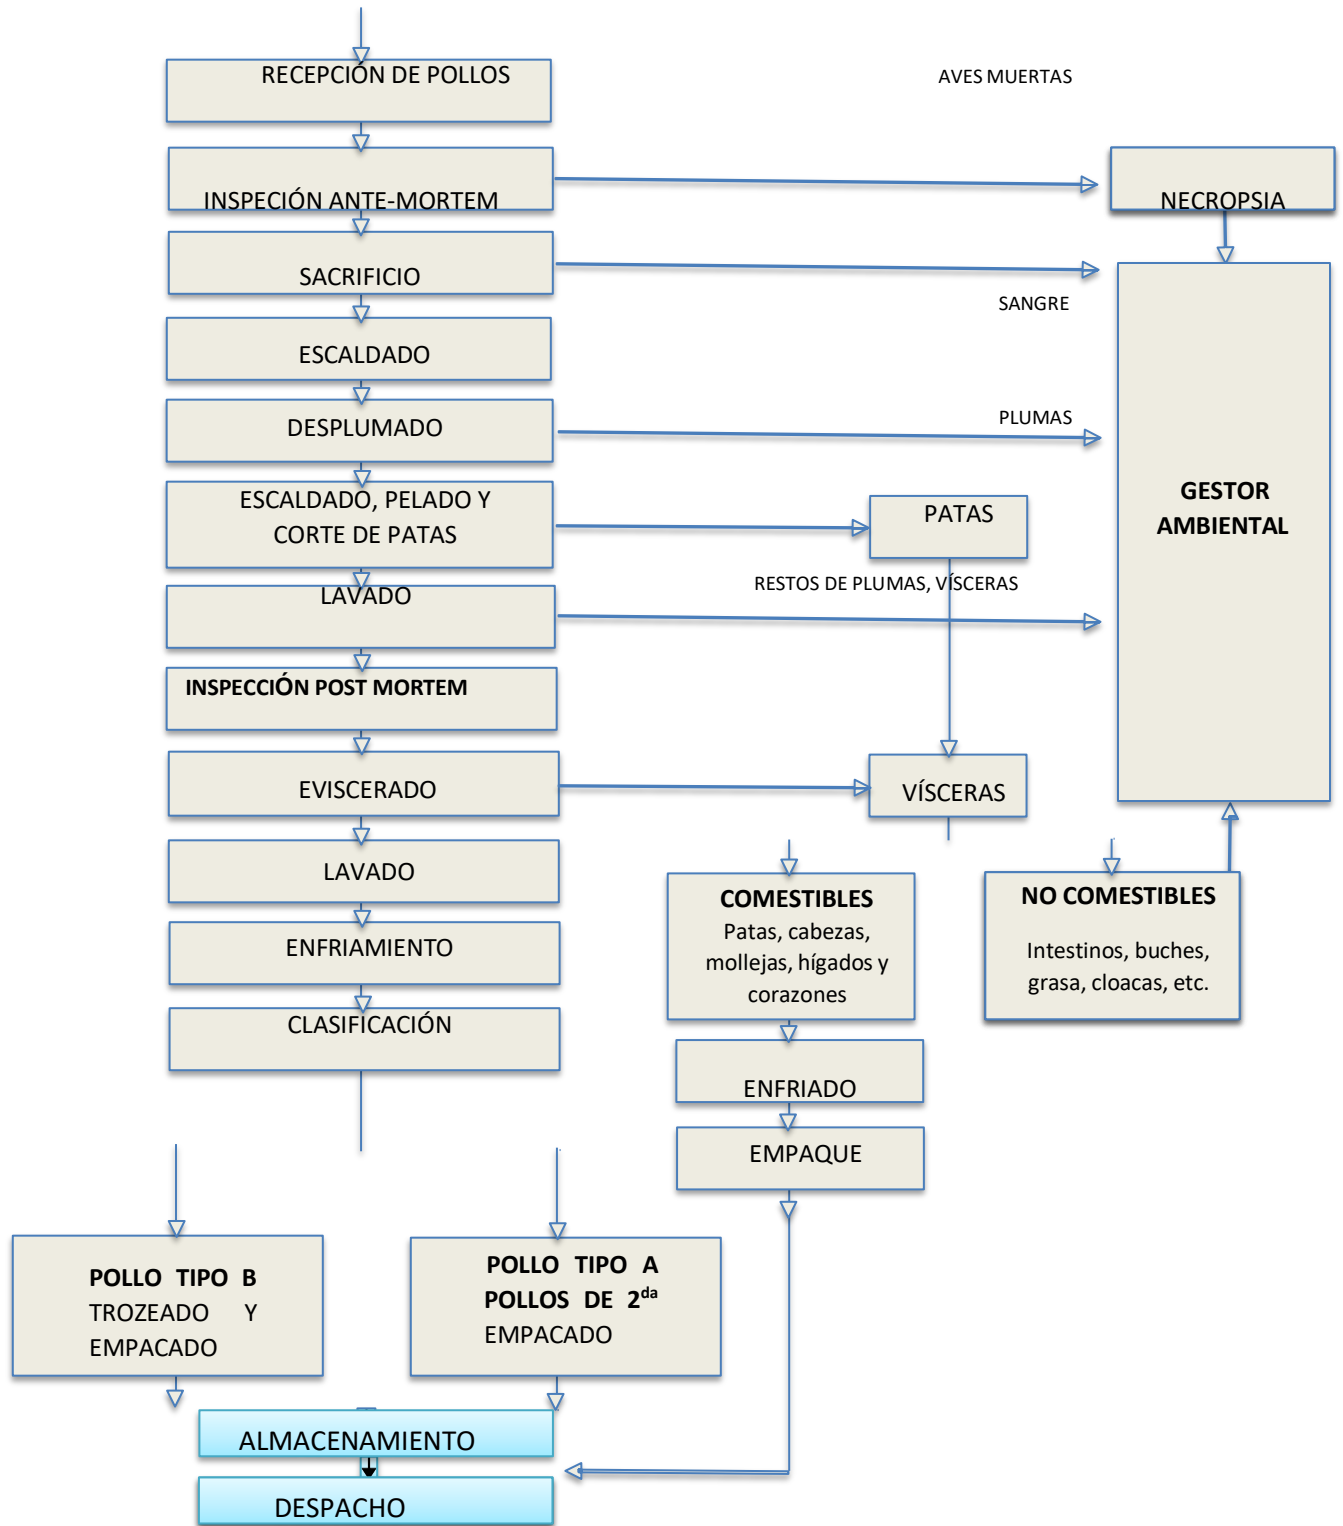 RECEPCIÓN DE POLLOS
AVES MUERTAS
INSPECIÓN ANTE-MORTEM
NECROPSIA
SACRIFICIO
SANGRE
ESCALDADO
DESPLUMADO
PLUMAS
GESTOR
AMBIENTAL
ESCALDADO, PELADO Y
CORTE DE PATAS
PATAS
RESTOS DE PLUMAS, VÍSCERAS
LAVADO
INSPECCIÓN POST MORTEM
EVISCERADO
VÍSCERAS
LAVADO
COMESTIBLES
Patas, cabezas,
mollejas, hígados y
corazones
NO COMESTIBLES
Intestinos, buches,
grasa, cloacas, etc.
ENFRIAMIENTO
CLASIFICACIÓN
ENFRIADO
EMPAQUE
POLLO TIPO B
TROZEADO Y
EMPACADO
POLLO TIPO A
POLLOS DE 2da
EMPACADO
ALMACENAMIENTO
DESPACHO